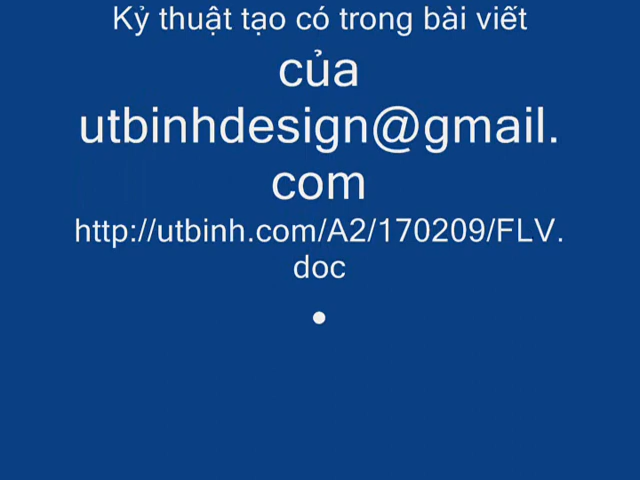 Kỷ thuật tạo có trong bài viết
của
utbinhdesign@gmail.
com
http://utbinh.com/A2/170209/FLV.
doc
•